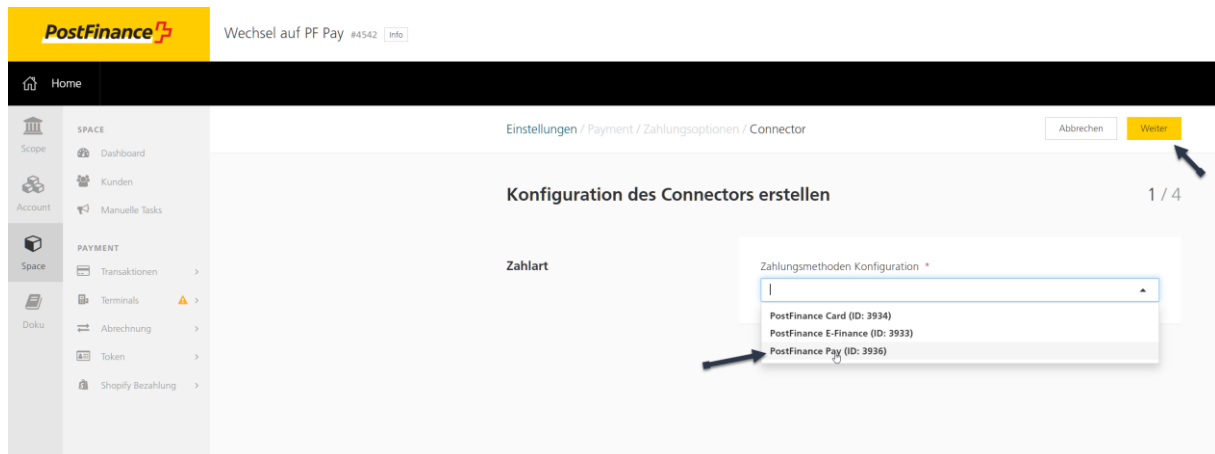 PostFinance
Wechsel auf PF Pay #4542 Info
Home
Scope
Account
Space
Doku
SPACE
Dashboard
Kunden
Manuelle Tasks
PAYMENT
Transaktionen
Terminals
Abrechnung
Token
Shopify Bezahlung
Einstellungen / Payment / Zahlungsoptionen / Connector
Abbrechen
Weiter
Konfiguration des Connectors erstellen
1 / 4
Zahlart
Zahlungsmethoden Konfiguration *
PostFinance Card (ID: 3934)
PostFinance E-Finance (ID: 3933)
PostFinance Pay (ID: 3936)